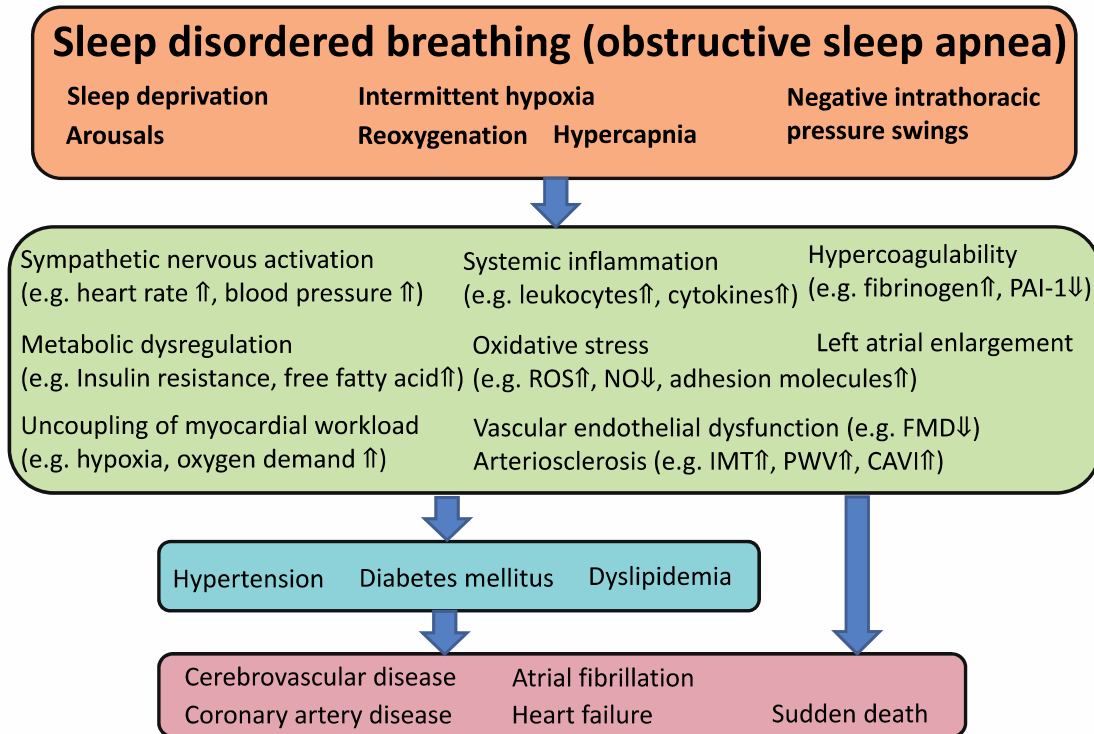 Sleep disordered breathing (obstructive sleep apnea)
Sleep deprivation
Arousals
Intermittent hypoxia
Reoxygenation Hypercapnia
Negative intrathoracic
pressure swings
Sympathetic nervous activation
(e.g. heart rate ⇑, blood pressure ⇑)
Systemic inflammation
(e.g. leukocytes⇑, cytokines⇑)
Hypercoagulability
(e.g. fibrinogen⇑, PAI-1⇓)
Metabolic dysregulation
(e.g. Insulin resistance, free fatty acid⇑)
Oxidative stress
(e.g. ROS⇑, NO⇓, adhesion molecules⇑)
Left atrial enlargement
Uncoupling of myocardial workload
(e.g. hypoxia, oxygen demand ⇑)
Vascular endothelial dysfunction (e.g. FMD⇓)
Arteriosclerosis (e.g. IMT⇑, PWV⇑, CAVI⇑)
Hypertension Diabetes mellitus Dyslipidemia
Cerebrovascular disease Atrial fibrillation
Coronary artery disease Heart failure Sudden death